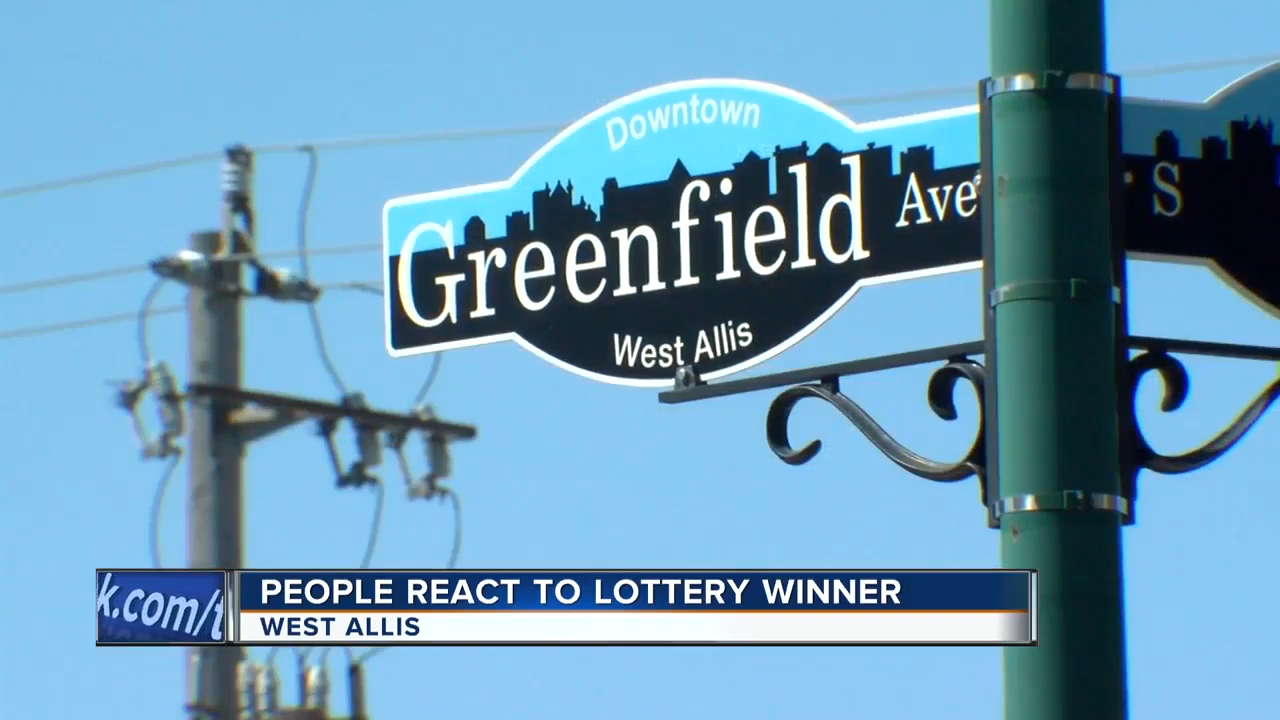 Downtown
Greenfield Ave
West Allis
S
k.com/t
PEOPLE REACT TO LOTTERY WINNER
WEST ALLIS